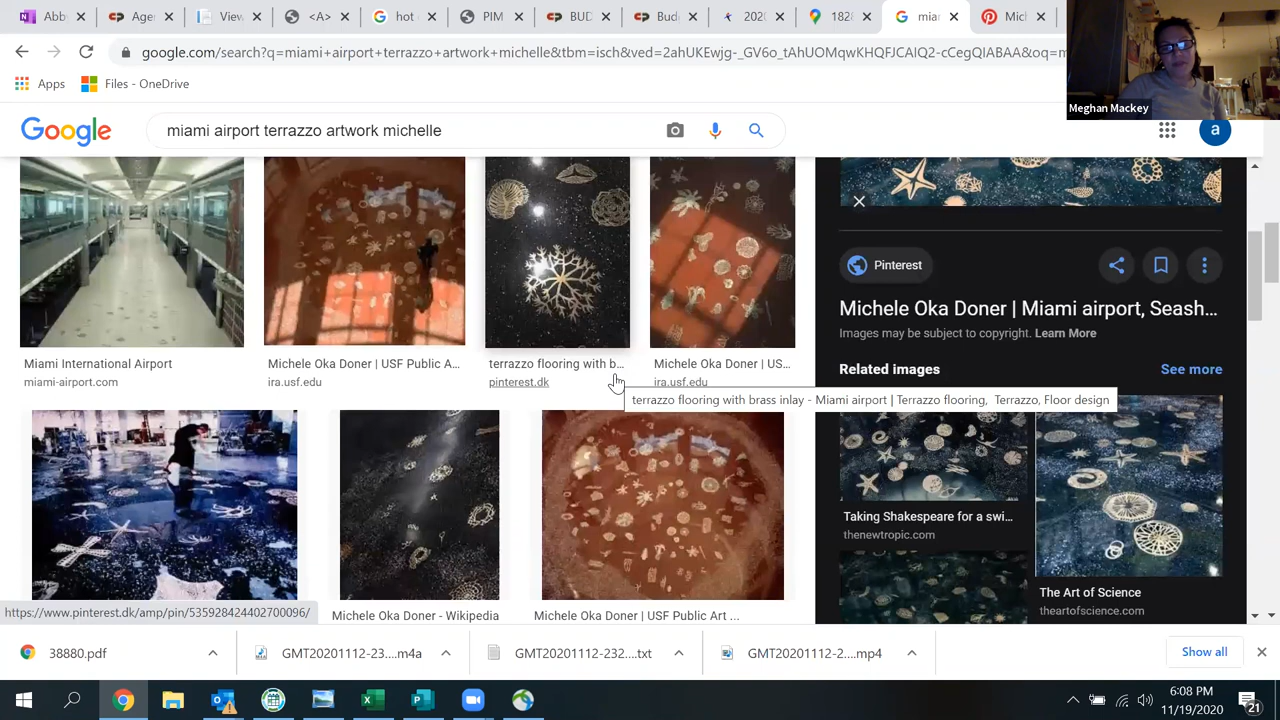 Abb
Age
View
<A>
hot
PIM
BUD
Bud
202
182
mia
Mich
google.com/search?q=miami+airport+terrazzo+artwork+michelle&tbm=isch&ved=2ahUKEwjg-_GV6o_tAhUOMqwKHQFJCAIQ2-cCegQIABAA&oq=m
Apps
Files - OneDrive
Meghan Mackey
Google
miami airport terrazzo artwork michelle
a
Miami International Airport
miami-airport.com
Michele Oka Doner | USF Public A...
ira.usf.edu
terrazzo flooring with b...
pinterest.dk
Michele Oka Doner | US...
ira.usf.edu
terrazzo flooring with brass inlay - Miami airport | Terrazzo flooring, Terrazzo, Floor design
Michele Oka Doner - Wikipedia
Michele Oka Doner | USF Public Art ...
Pinterest
Michele Oka Doner | Miami airport, Seash...
Images may be subject to copyright. Learn More
Related images
See more
Taking Shakespeare for a swi...
thenewtropic.com
The Art of Science
theartofscience.com
https://www.pinterest.dk/amp/pin/535928424402700096/
38880.pdf
GMT20201112-23....m4a
GMT20201112-232....txt
GMT20201112-2....mp4
Show all
6:08 PM
11/19/2020
21